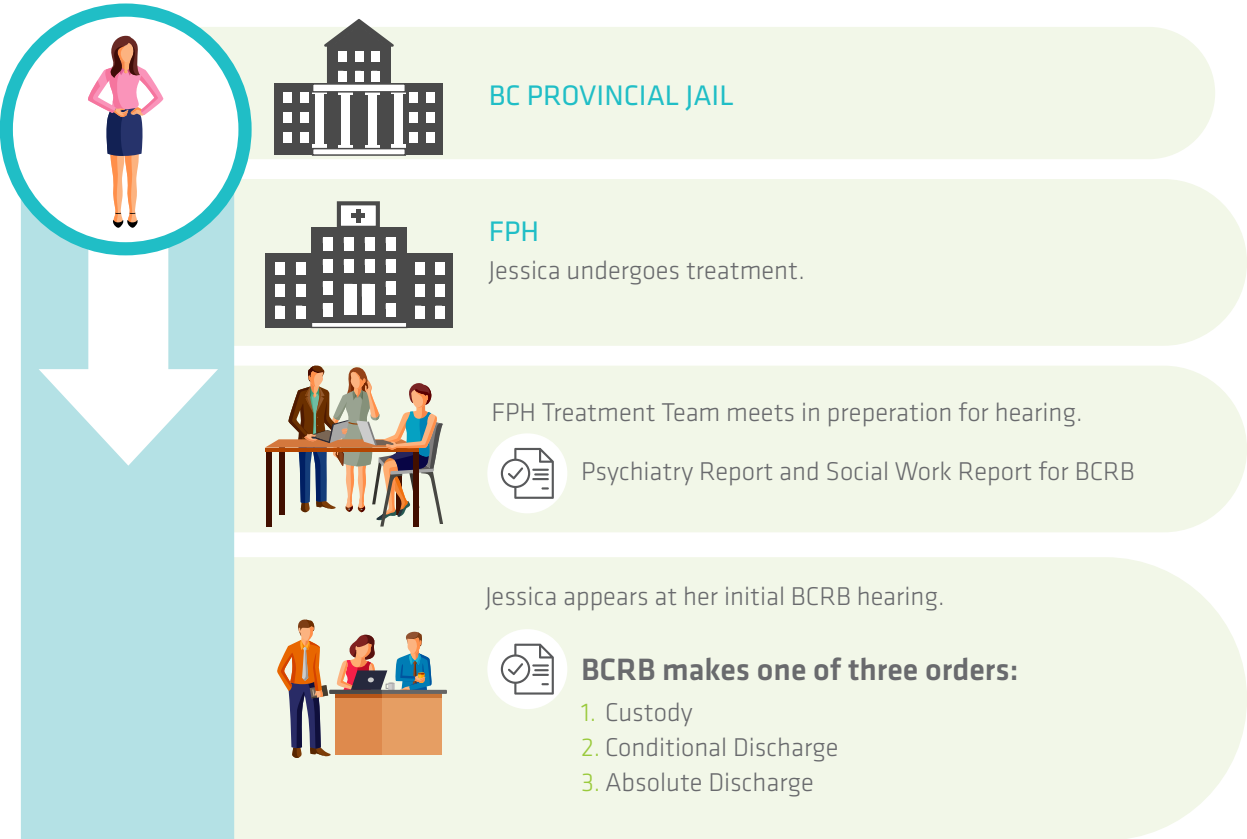 BC PROVINCIAL JAIL
FPH
Jessica undergoes treatment.
FPH Treatment Team meets in preperation for hearing.
Psychiatry Report and Social Work Report for BCRB
Jessica appears at her initial BCRB hearing.
BCRB makes one of three orders:
1. Custody
2. Conditional Discharge
3. Absolute Discharge